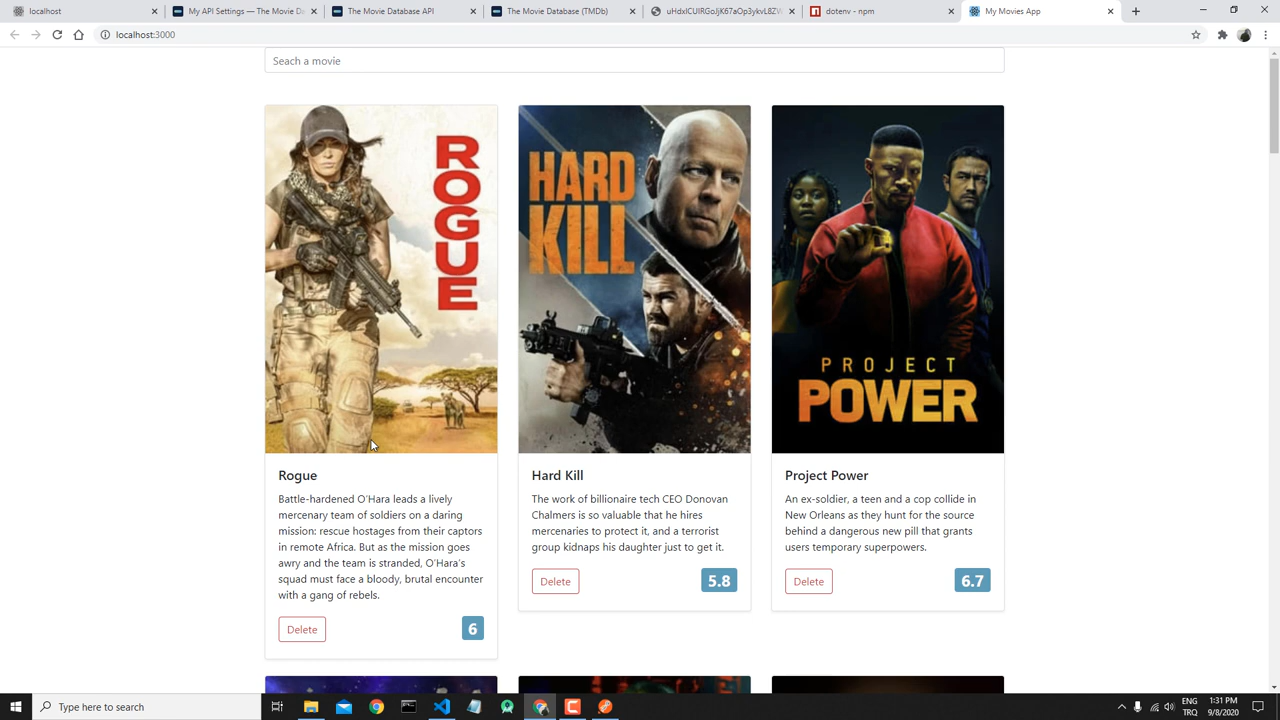 localhost
My API Settings — The Movie De
The Movie Database API
The Movie Database (TMDb)
uHdxlCUIRGoJjK67aOp3ykvL8ZW
dotenv - npm
My Movies App
localhost:3000
Seach a movie
ROGUE
HARD
KILL
PROJECT
POWER
Rogue
Battle-hardened O'Hara leads a lively
mercenary team of soldiers on a daring
mission: rescue hostages from their captors
in remote Africa. But as the mission goes
awry and the team is stranded, O'Hara's
squad must face a bloody, brutal encounter
with a gang of rebels.
Delete
6
Hard Kill
The work of billionaire tech CEO Donovan
Chalmers is so valuable that he hires
mercenaries to protect it, and a terrorist
group kidnaps his daughter just to get it.
Delete
5.8
Project Power
An ex-soldier, a teen and a cop collide in
New Orleans as they hunt for the source
behind a dangerous new pill that grants
users temporary superpowers.
Delete
6.7
Type here to search
ENG
TRQ
1:31 PM
9/8/2020